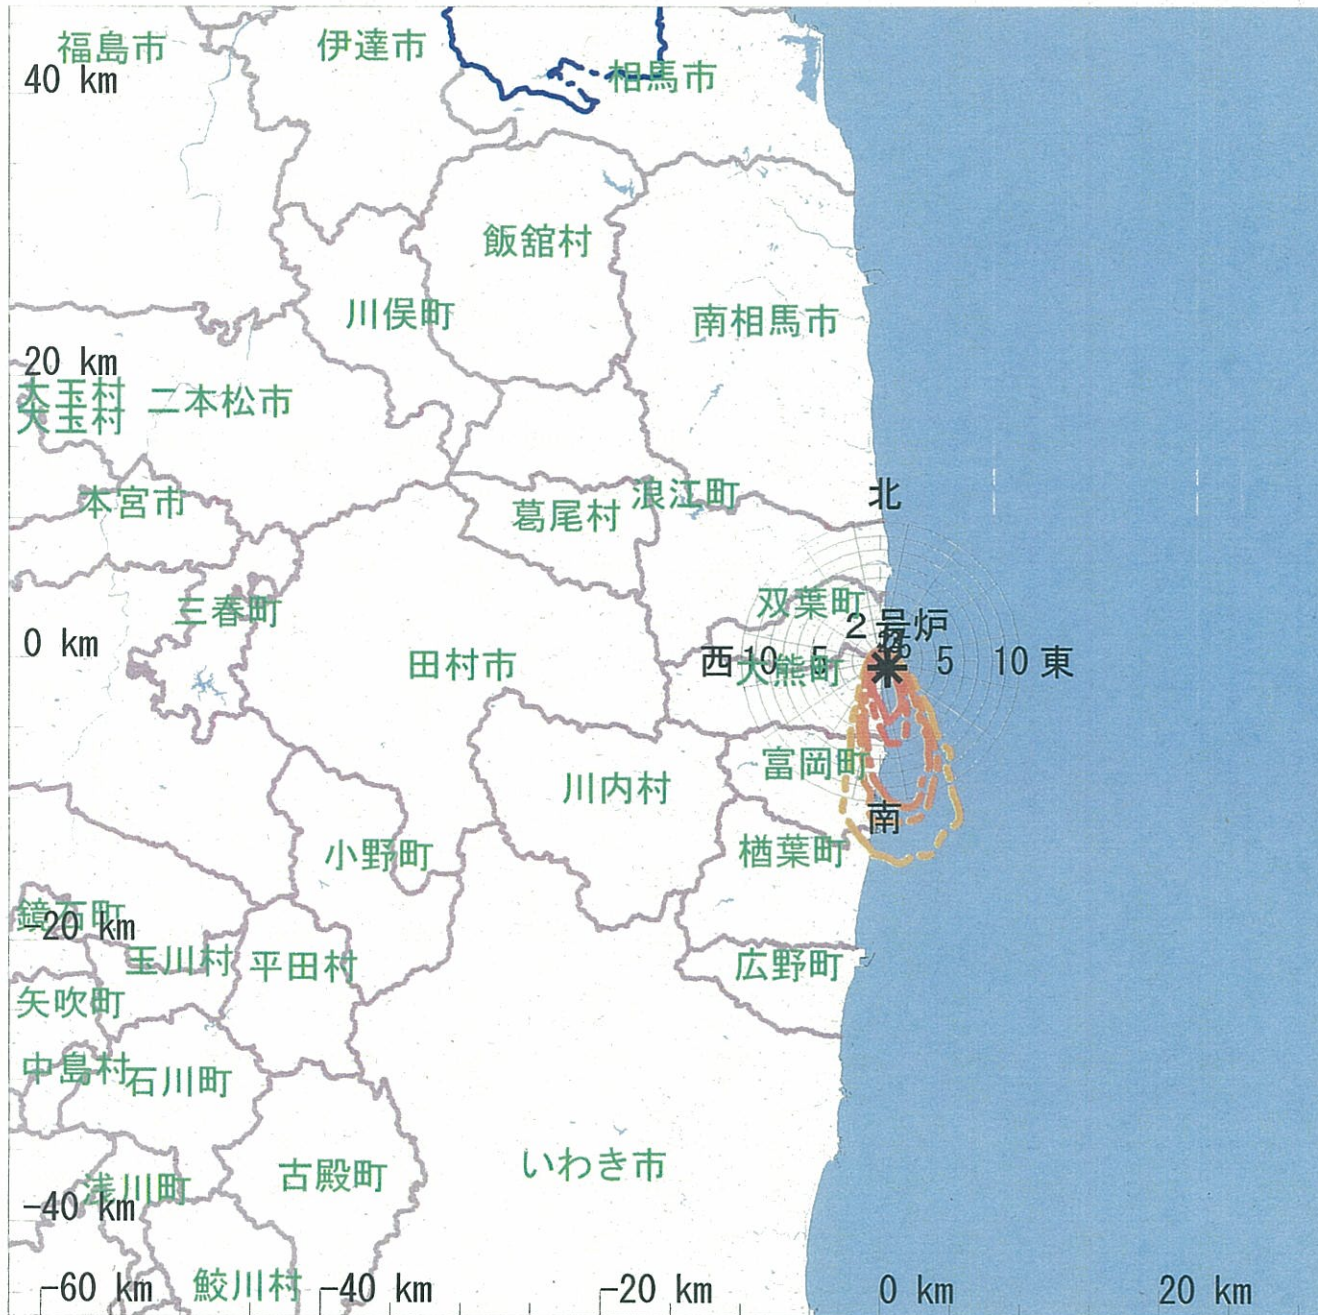 福島市
伊達市
40 km
相馬市
飯舘村
川俣町
南相馬市
20 km
大玉村
大玉村
二本松市
本宮市
葛尾村
浪江町
北
三春町
双葉町
2号炉
0 km
田村市
西 10 5
大熊町
5 10 東
富岡町
川内村
南
小野町
楢葉町
鏡石町
-20 km
玉川村
平田村
広野町
矢吹町
中島村
石川町
いわき市
古殿町
浅川町
-40 km
鮫川村
-60 km
-40 km
-20 km
0 km
20 km